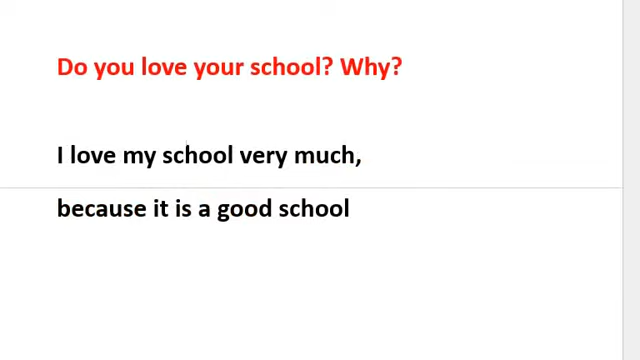 Do you love your school? Why?
I love my school very much,
because it is a good school